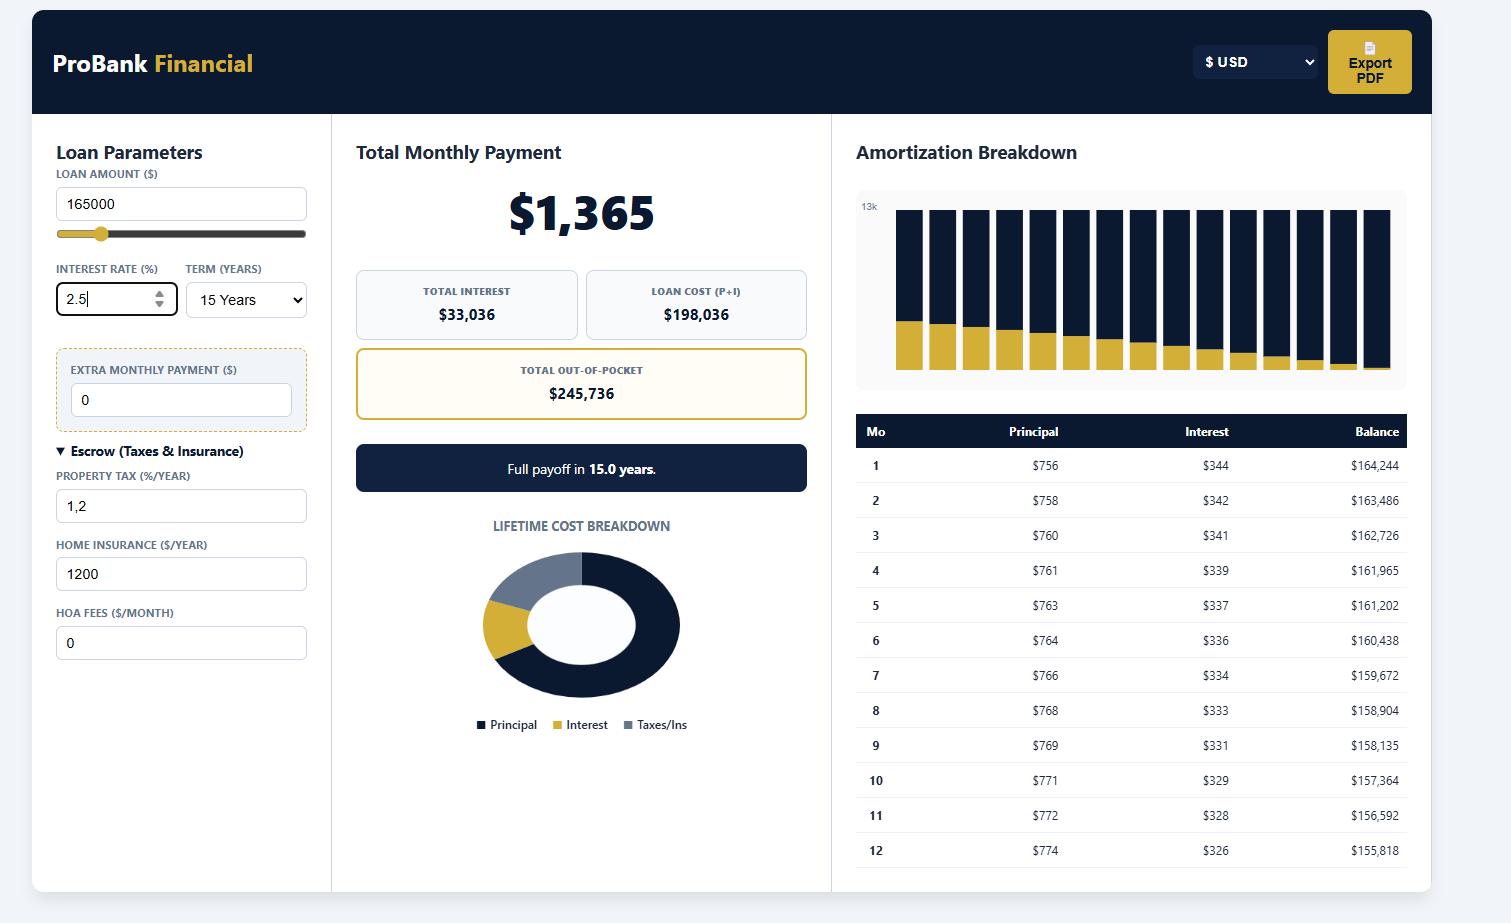 ProBank Financial
$ USD
Export
PDF
Loan Parameters
LOAN AMOUNT ($)
165000
INTEREST RATE (%) TERM (YEARS)
2.5 15 Years
EXTRA MONTHLY PAYMENT ($)
0
▼ Escrow (Taxes & Insurance)
PROPERTY TAX (%/YEAR)
1,2
HOME INSURANCE ($/YEAR)
1200
HOA FEES ($/MONTH)
0
Total Monthly Payment
$1,365
TOTAL INTEREST
$33,036
LOAN COST (P+I)
$198,036
TOTAL OUT-OF-POCKET
$245,736
Full payoff in 15.0 years.
LIFETIME COST BREAKDOWN
Principal Interest Taxes/Ins
Amortization Breakdown
13k
Mo Principal Interest Balance
1 $756 $344 $164,244
2 $758 $342 $163,486
3 $760 $341 $162,726
4 $761 $339 $161,965
5 $763 $337 $161,202
6 $764 $336 $160,438
7 $766 $334 $159,672
8 $768 $333 $158,904
9 $769 $331 $158,135
10 $771 $329 $157,364
11 $772 $328 $156,592
12 $774 $326 $155,818